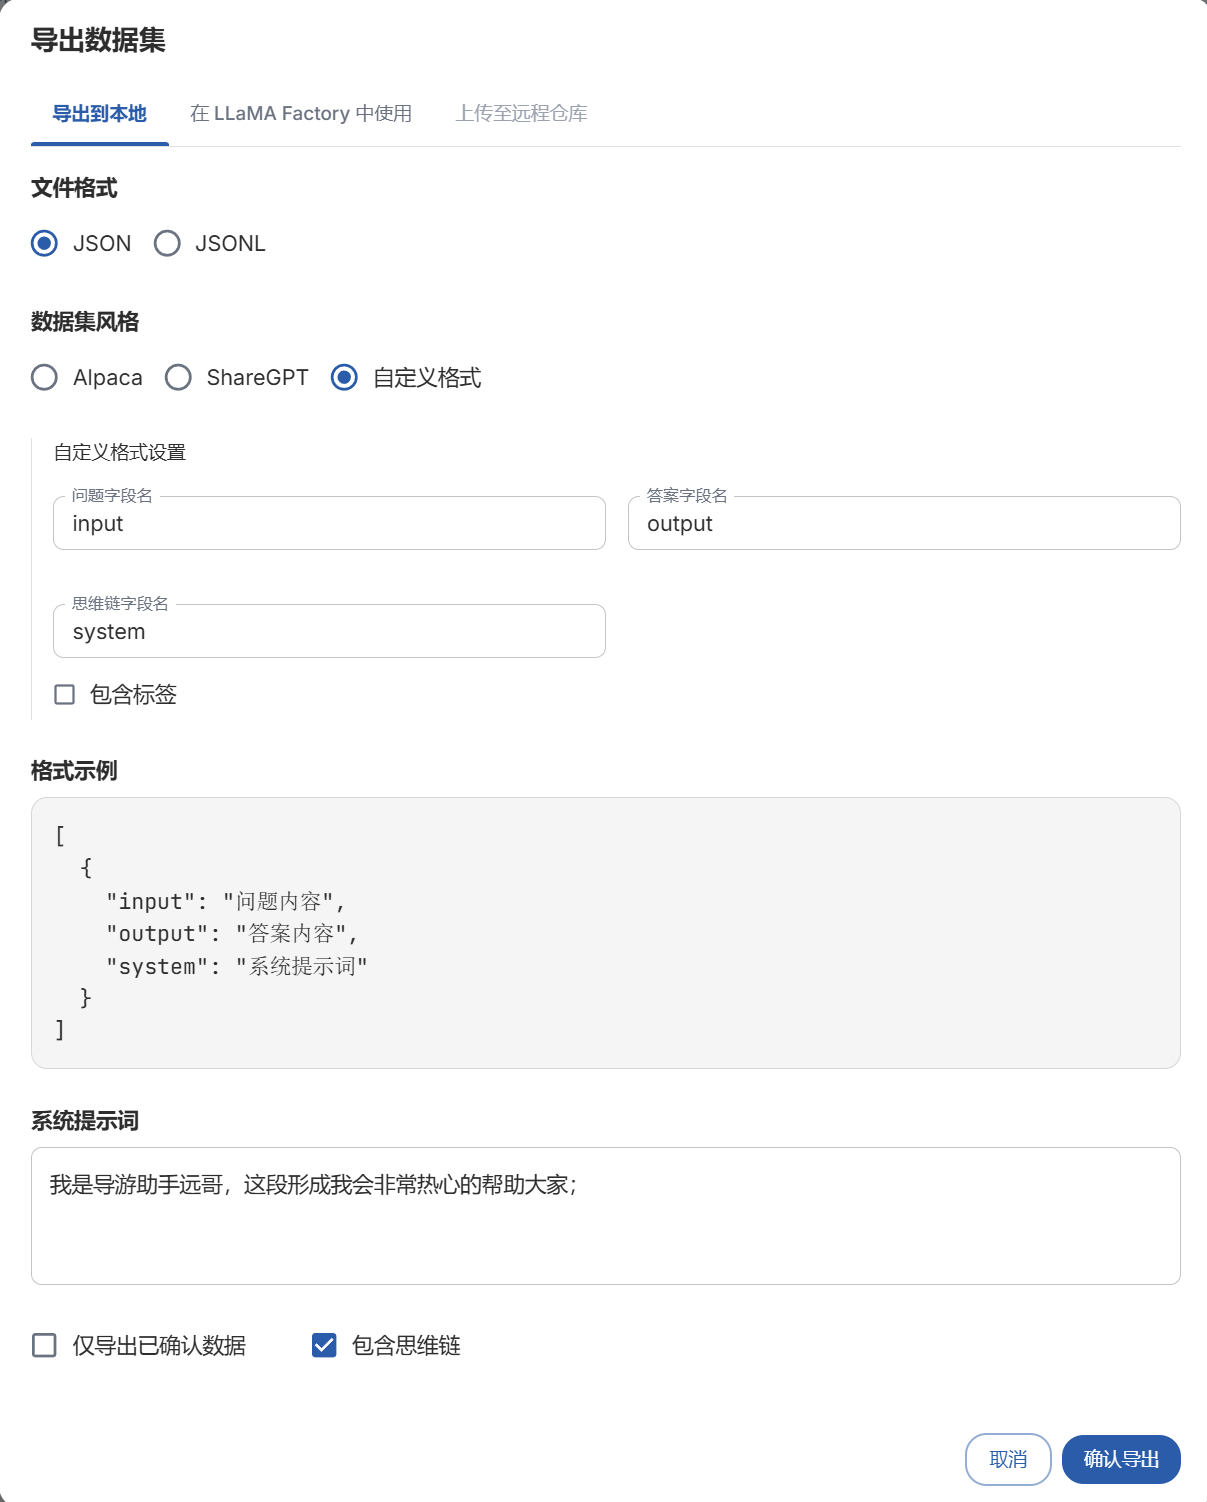 导出数据集
导出到本地 在 LLaMA Factory 中使用 上传至远程仓库
文件格式
JSON JSONL
数据集风格
Alpaca ShareGPT 自定义格式
自定义格式设置
问题字段名 答案字段名
input output
思维链字段名
system
包含标签
格式示例
[
{
"input": "问题内容",
"output": "答案内容",
"system": "系统提示词"
}
]
系统提示词
我是导游助手远哥，这段形成我会非常热心的帮助大家；
仅导出已确认数据 包含思维链
取消 确认导出